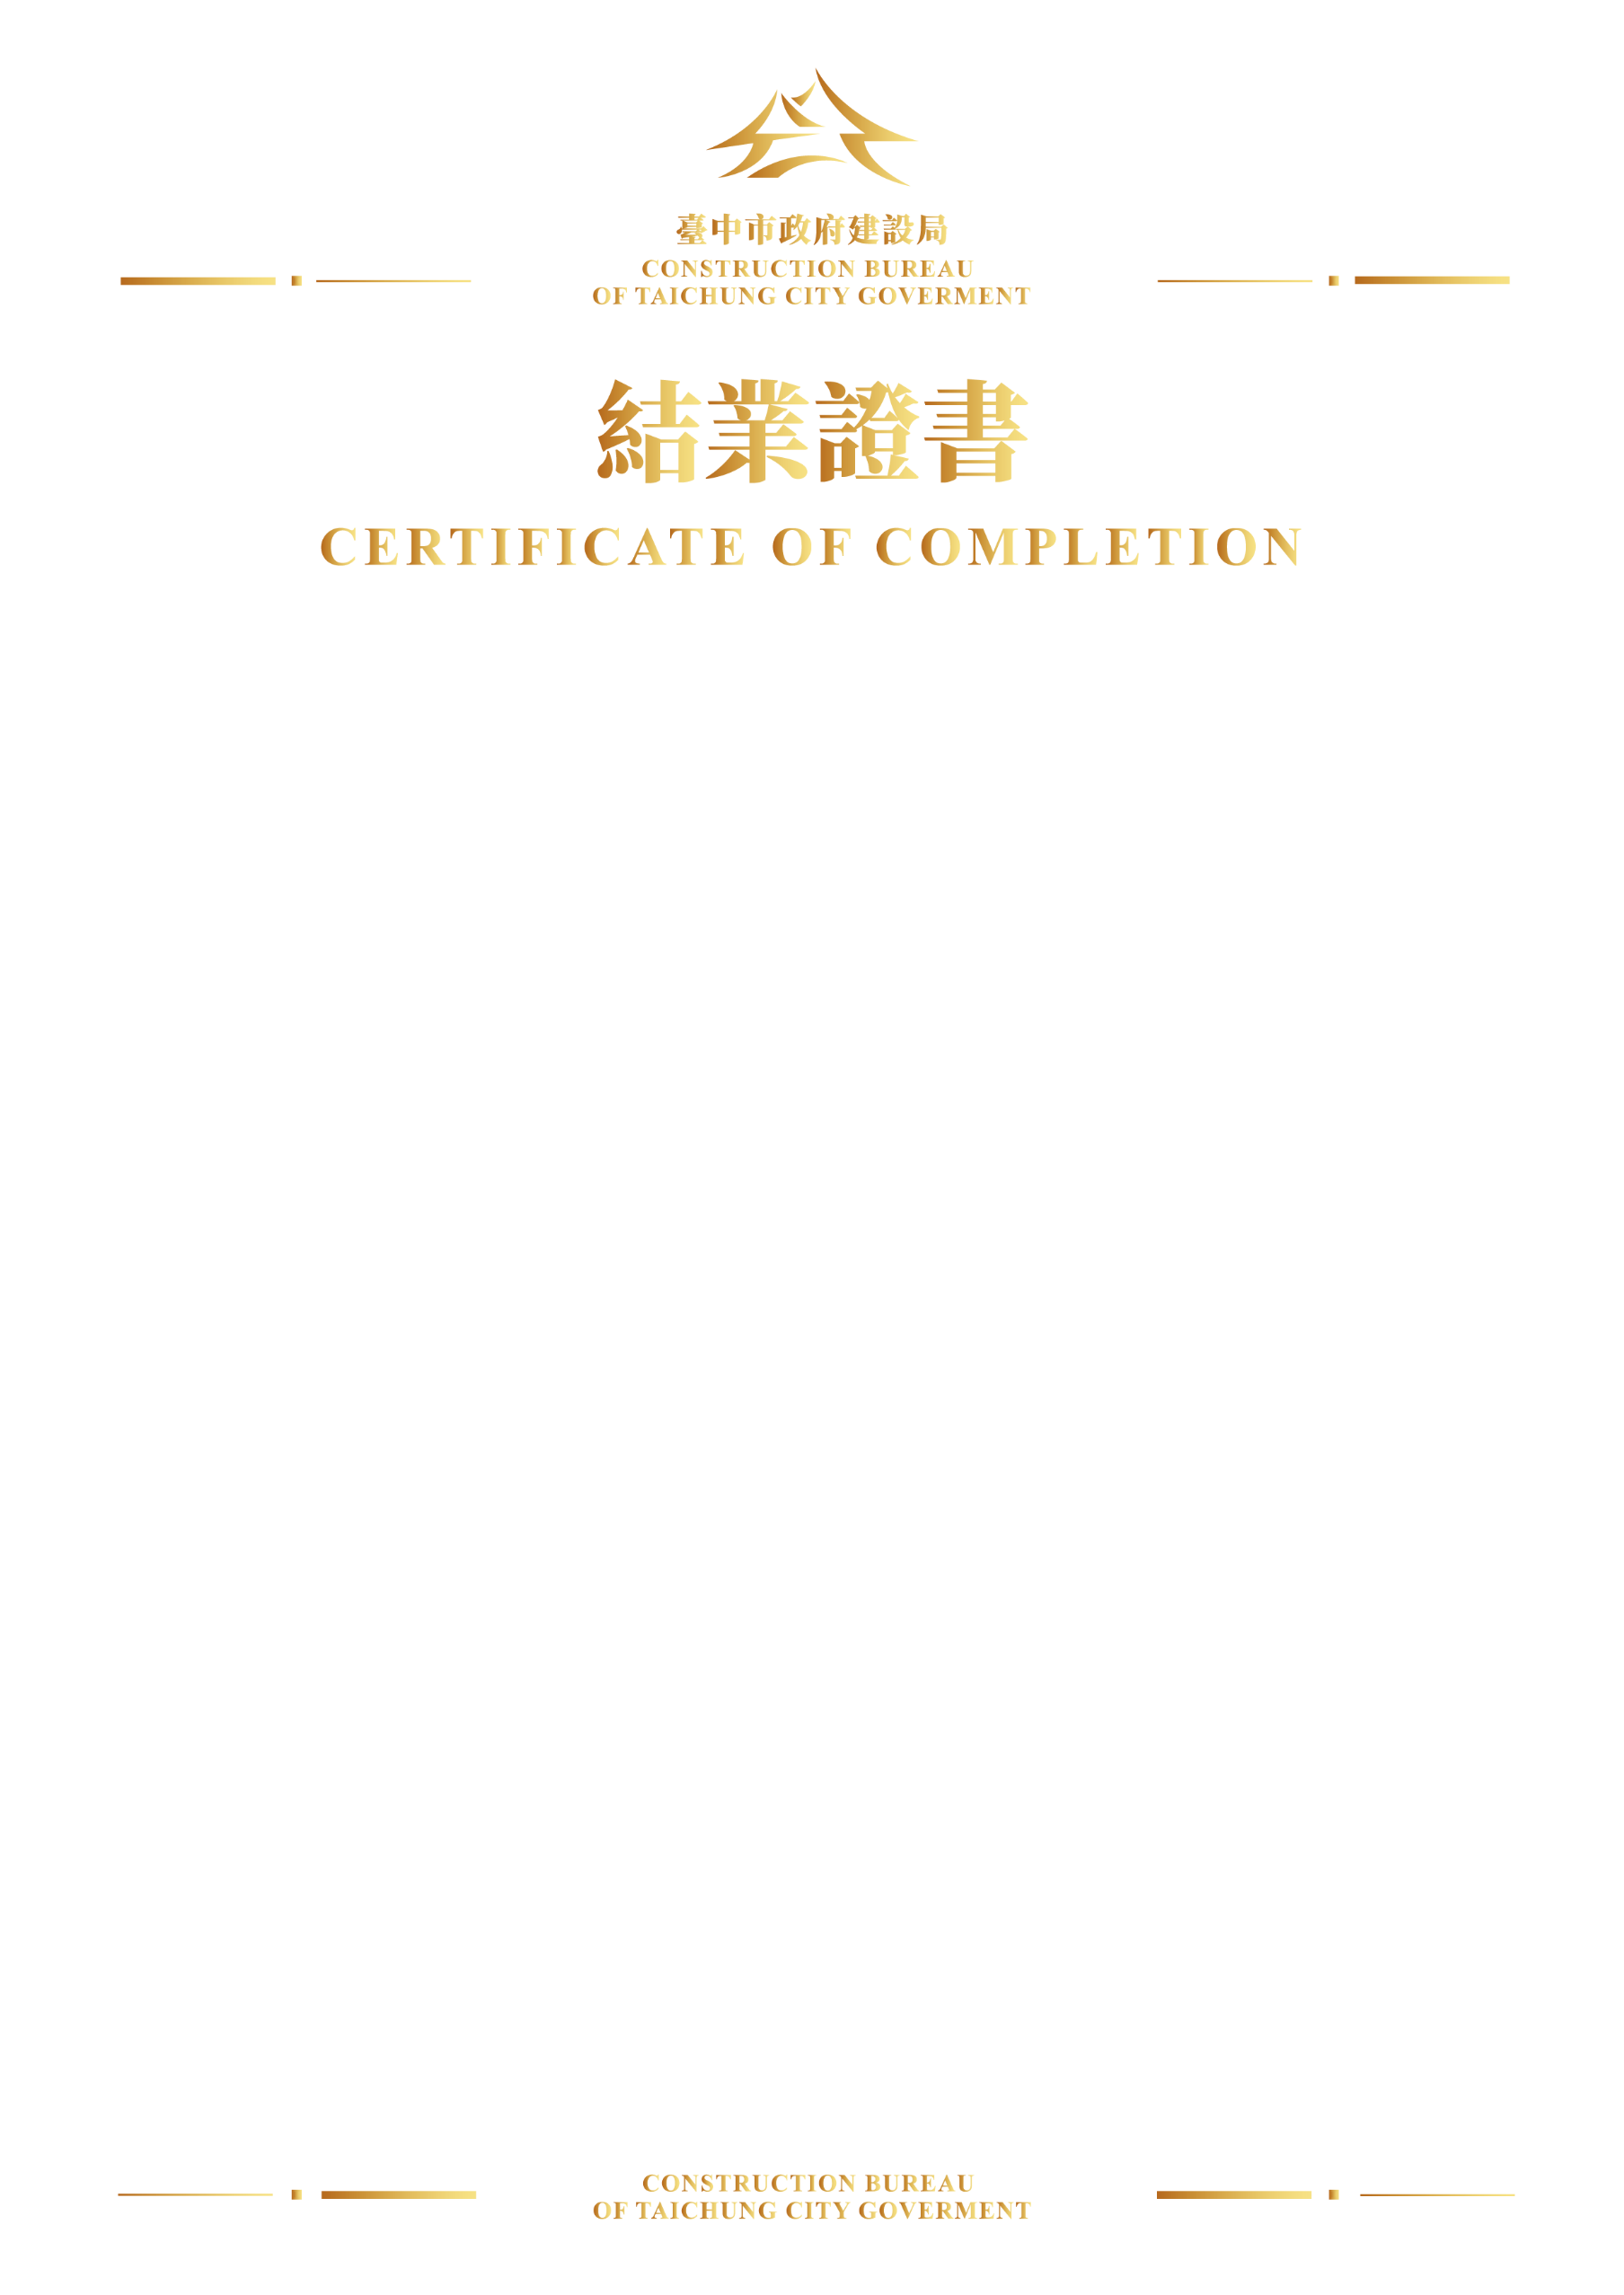 臺中市政府建設局
CONSTRUCTION BUREAU
OF TAICHUNG CITY GOVERMENT
結業證書
CERTIFICATE OF COMPLETION
CONSTRUCTION BUREAU
OF TAICHUNG CITY GOVERMENT